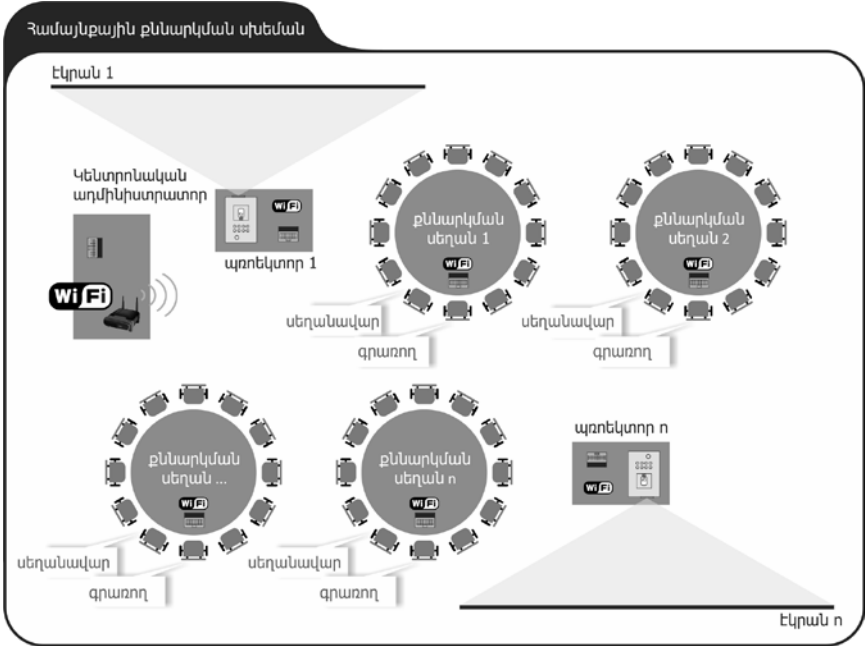 Համայնքային քննարկման սխեման
էկրան 1
Կենտրոնական
ադմինիստրատոր
WiFi
պռոեկտոր 1
WiFi
քննարկման
սեղան 1
WiFi
սեղանավար
գրառող
քննարկման
սեղան 2
WiFi
սեղանավար
գրառող
քննարկման
սեղան ...
WiFi
սեղանավար
գրառող
քննարկման
սեղան n
WiFi
սեղանավար
գրառող
պռոեկտոր n
WiFi
էկրան n